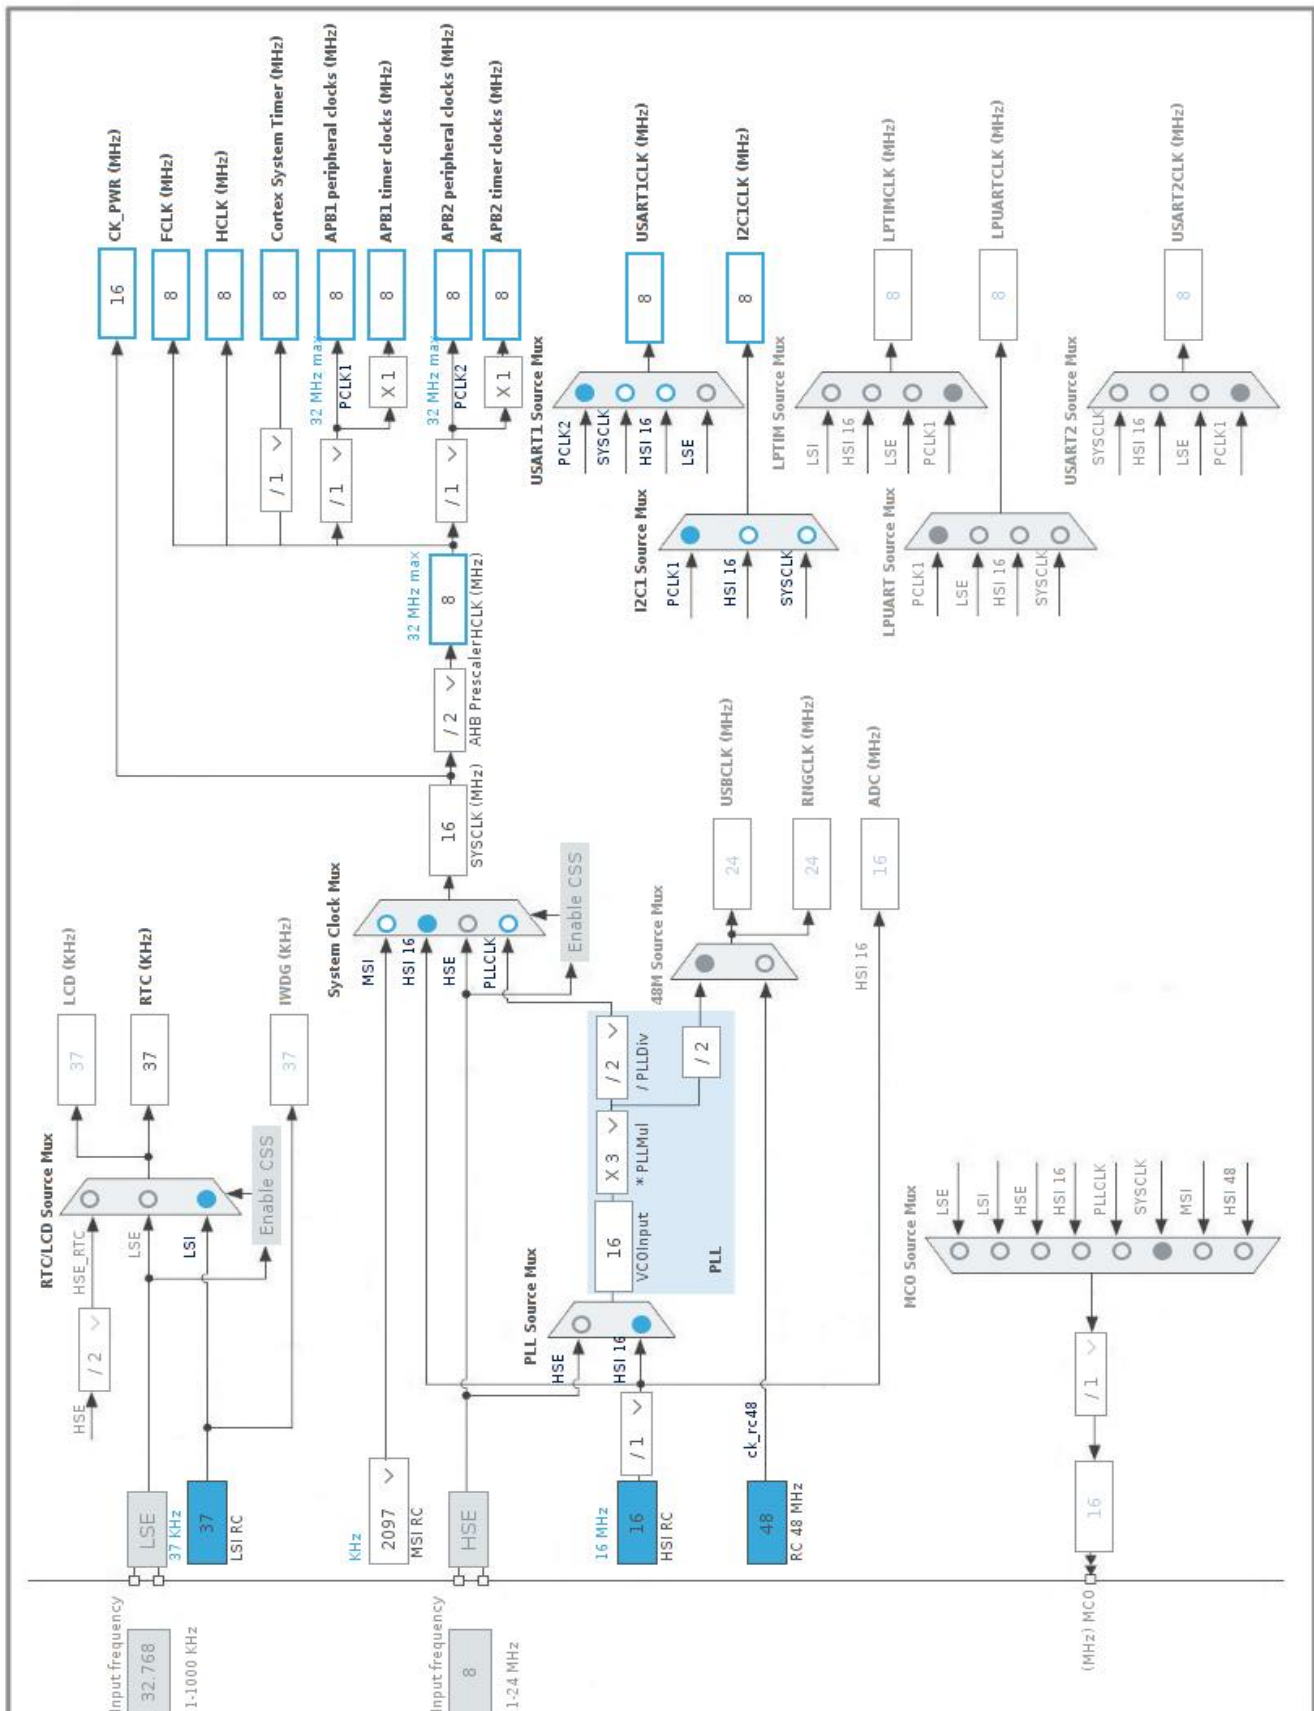 Input frequency
32.768
1-1000 KHz
LSE
37 KHz
37
LSI RC
HSE
/ 2
HSE_RTC
LSE
LSI
RTC/LCD Source Mux
Enable CSS
37
LCD (KHz)
37
RTC (KHz)
37
IWDG (KHz)
Input frequency
8
1-24 MHz
KHz
2097
MSI RC
HSE
16 MHz
16
HSI RC
/ 1
48
RC 48 MHz
ck_rc48
PLL Source Mux
HSE
HSI 16
16
VCOInput
X 3
* PLLMul
/ 2
/ PLLDiv
/ 2
PLL
System Clock Mux
MSI
HSI 16
HSE
PLLCLK
Enable CSS
48M Source Mux
24
USBCLK (MHz)
24
RNGCLK (MHz)
HSI 16
16
ADC (MHz)
16
SYSCLK (MHz)
/ 2
AHB Prescaler
32 MHz max
8
HCLK (MHz)
16
CK_PWR (MHz)
8
FCLK (MHz)
8
HCLK (MHz)
/ 1
8
Cortex System Timer (MHz)
/ 1
32 MHz max
PCLK1
8
APB1 peripheral clocks (MHz)
X 1
8
APB1 timer clocks (MHz)
/ 1
32 MHz max
PCLK2
8
APB2 peripheral clocks (MHz)
X 1
8
APB2 timer clocks (MHz)
USART1 Source Mux
PCLK2
SYSCLK
HSI 16
LSE
8
USART1CLK (MHz)
I2C1 Source Mux
PCLK1
HSI 16
SYSCLK
8
I2C1CLK (MHz)
LPTIM Source Mux
LSI
HSI 16
LSE
PCLK1
8
LPTIMCLK (MHz)
LPUART Source Mux
PCLK1
LSE
HSI 16
SYSCLK
8
LPUARTCLK (MHz)
USART2 Source Mux
SYSCLK
HSI 16
LSE
PCLK1
8
USART2CLK (MHz)
MCO Source Mux
LSE
LSI
HSE
HSI 16
PLLCLK
SYSCLK
MSI
HSI 48
/ 1
16
(MHz) MCO